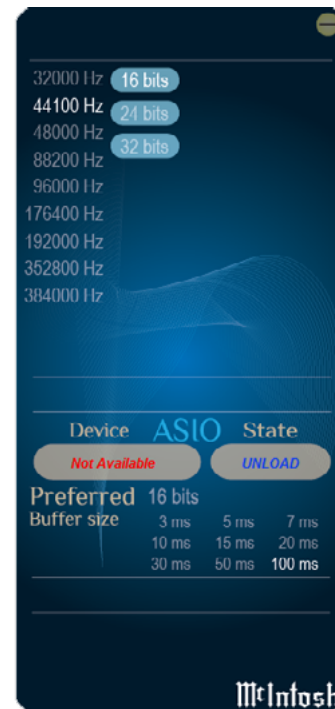 32000 Hz 16 bits
44100 Hz 24 bits
48000 Hz 32 bits
88200 Hz
96000 Hz
176400 Hz
192000 Hz
352800 Hz
384000 Hz
Device ASIO State
Not Available UNLOAD
Preferred 16 bits
Buffer size 3 ms 5 ms 7 ms
10 ms 15 ms 20 ms
30 ms 50 ms 100 ms
McIntosh